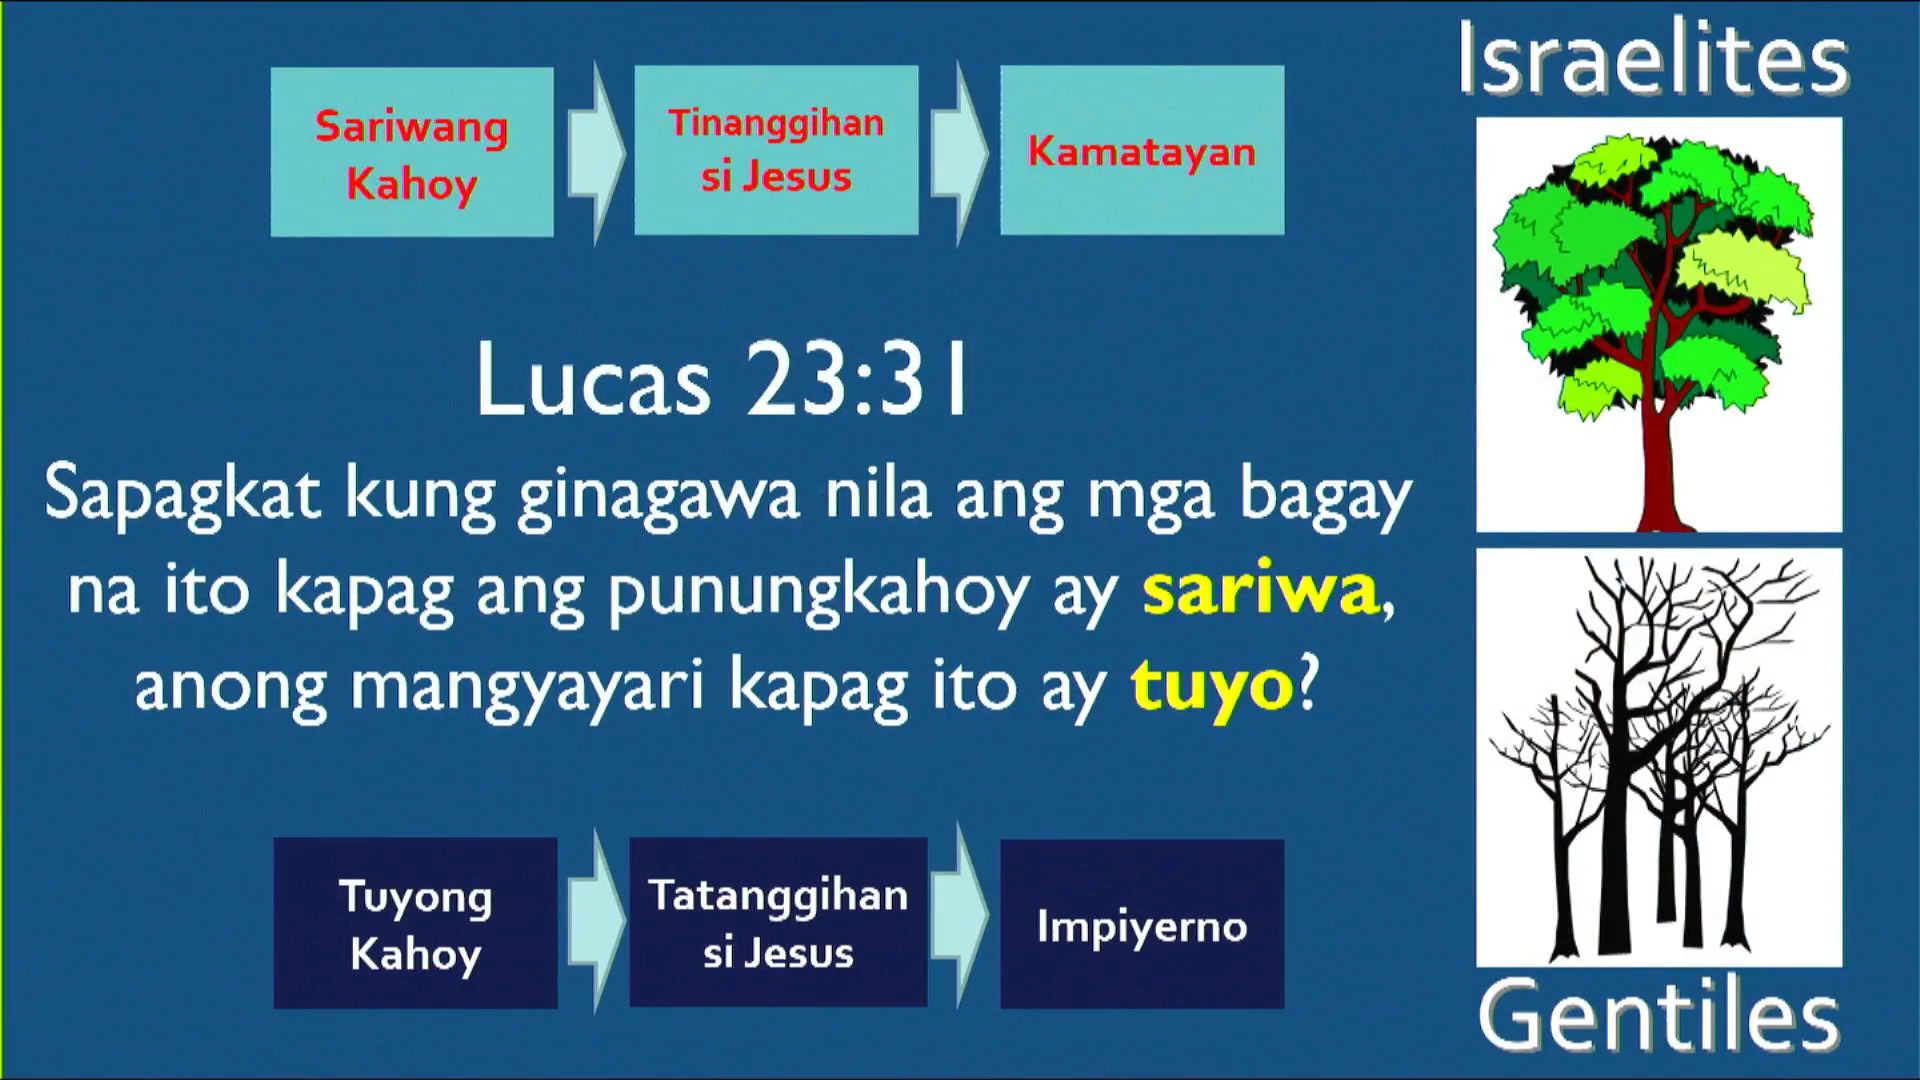 Israelites
Sariwang
Kahoy
Tinanggihan
si Jesus
Kamatayan
Lucas 23:31
Sapagkat kung ginagawa nila ang mga bagay
na ito kapag ang punungkahoy ay sariwa,
anong mangyayari kapag ito ay tuyo?
Tuyong
Kahoy
Tatanggihan
si Jesus
Impiyerno
Gentiles